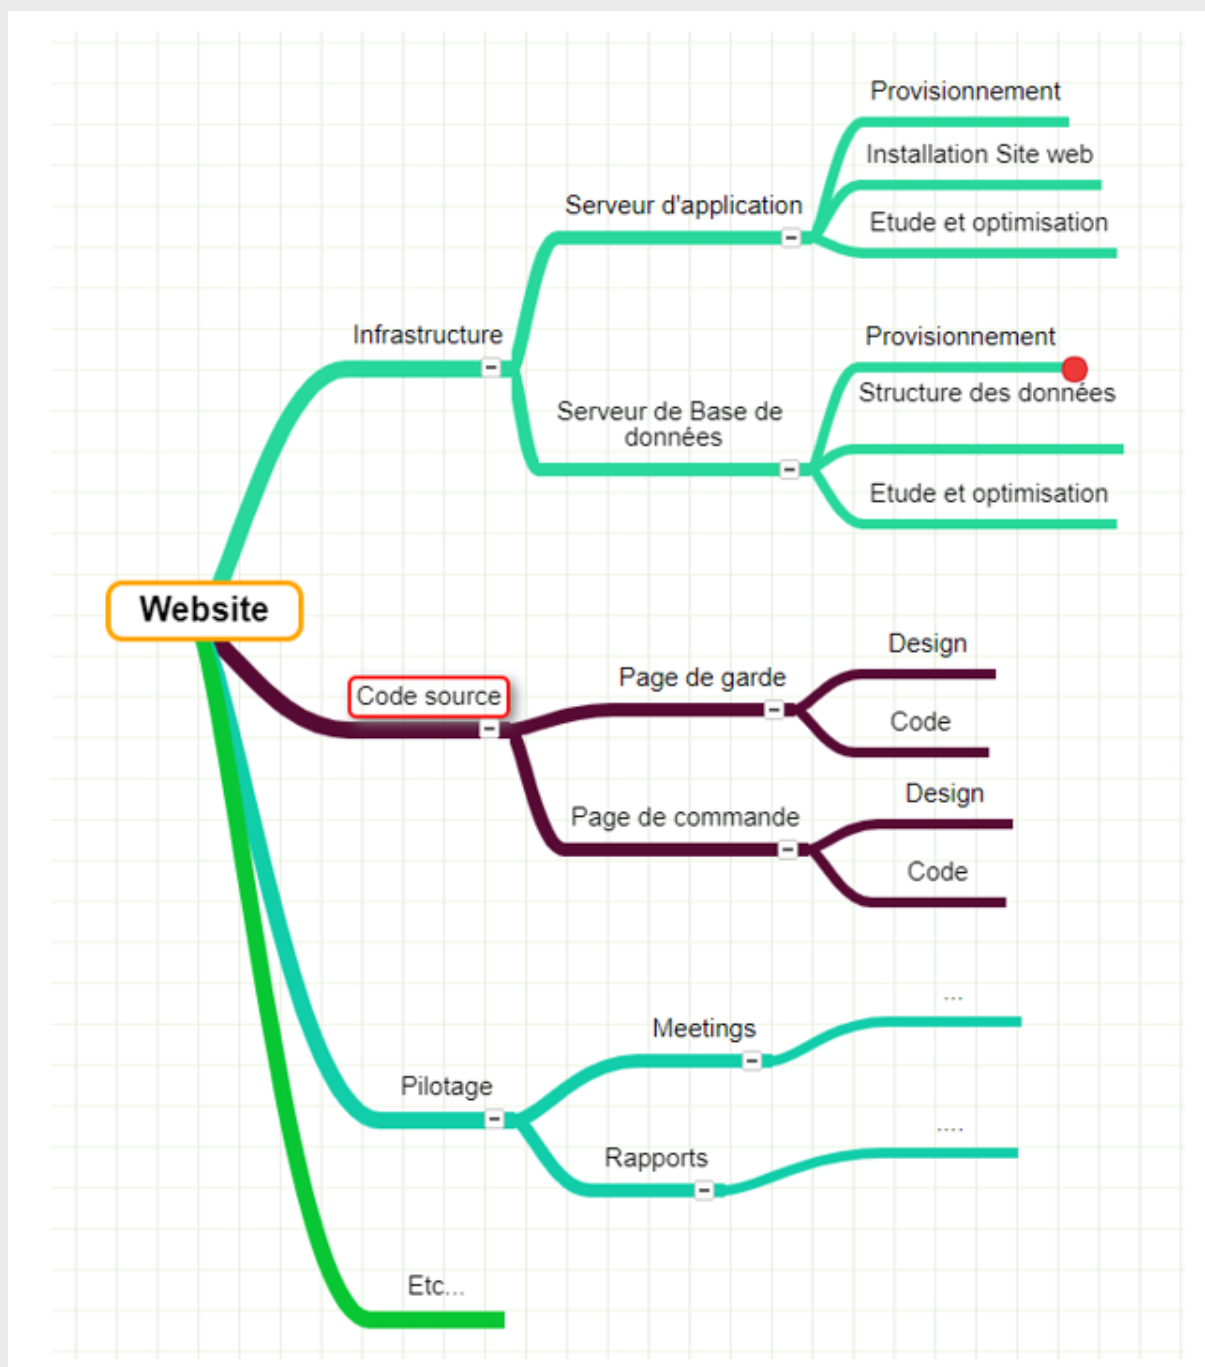 Provisionnement
Installation Site web
Serveur d'application
Etude et optimisation
Infrastructure
Provisionnement
Structure des données
Serveur de Base de
données
Etude et optimisation
Website
Design
Page de garde
Code source
Code
Design
Page de commande
Code
...
Meetings
Pilotage
....
Rapports
Etc...